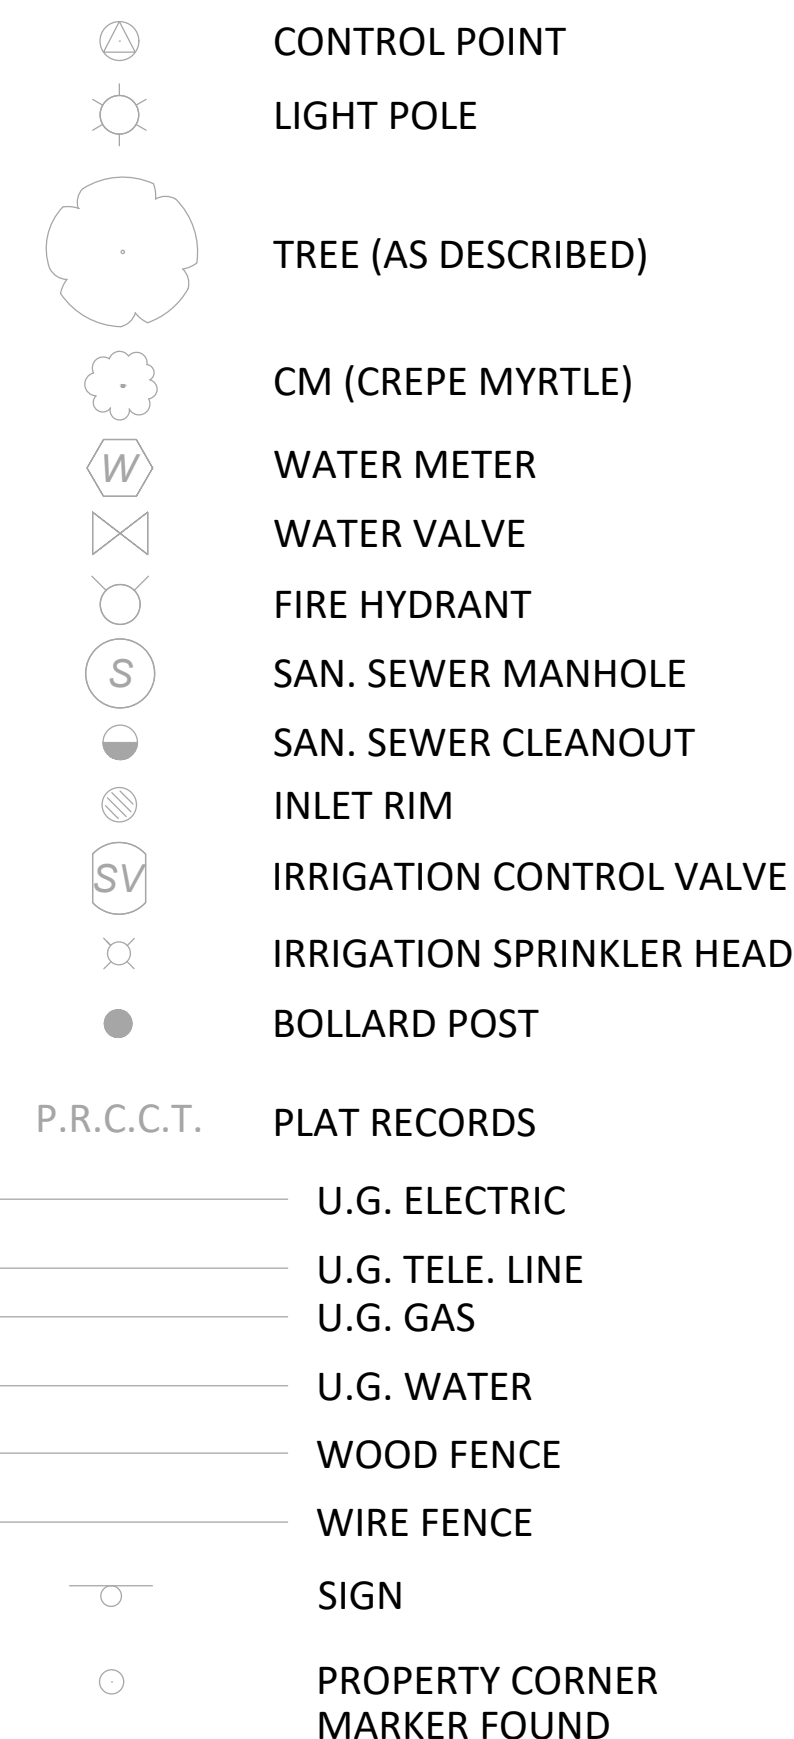 CONTROL POINT
LIGHT POLE
TREE (AS DESCRIBED)
CM (CREPE MYRTLE)
W WATER METER
WATER VALVE
FIRE HYDRANT
S SAN. SEWER MANHOLE
SAN. SEWER CLEANOUT
INLET RIM
SV IRRIGATION CONTROL VALVE
IRRIGATION SPRINKLER HEAD
BOLLARD POST
P.R.C.C.T. PLAT RECORDS
U.G. ELECTRIC
U.G. TELE. LINE
U.G. GAS
U.G. WATER
WOOD FENCE
WIRE FENCE
SIGN
PROPERTY CORNER
MARKER FOUND